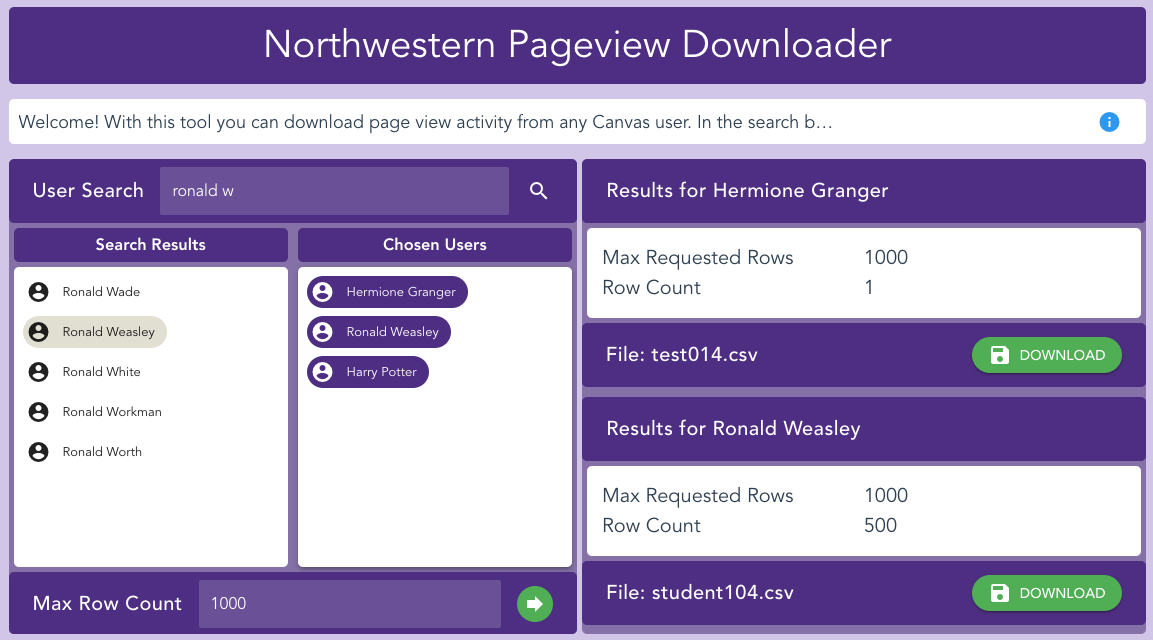 Northwestern Pageview Downloader
Welcome! With this tool you can download page view activity from any Canvas user. In the search b...
User Search
ronald w
Search Results
Ronald Wade
Ronald Weasley
Ronald White
Ronald Workman
Ronald Worth
Chosen Users
Hermione Granger
Ronald Weasley
Harry Potter
Max Row Count
1000
Results for Hermione Granger
Max Requested Rows 1000
Row Count 1
File: test014.csv
DOWNLOAD
Results for Ronald Weasley
Max Requested Rows 1000
Row Count 500
File: student104.csv
DOWNLOAD